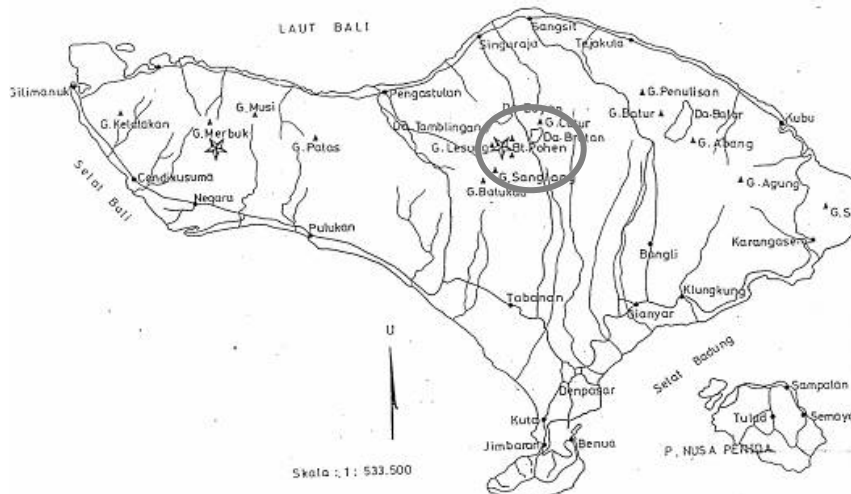 LAUT BALI
Sangsit
Singaraja
Tejakula
Gilimanuk
G. Kelatakan
G. Musi
G. Merbuk
G. Patas
Pengastulan
Da. Tamblingan
G. Lesung
G. Catur
Da. Bratan
Bt. Pohen
G. Sanghang
G. Batukau
G. Penulisan
G. Batur
Da. Batur
G. Abang
Kubu
G. Agung
G. S
Karangasem
Selat Bali
Cendikusuma
Negara
Pulukan
Bangli
Klungkung
Tabanan
Gianyar
U
Selat Badung
Denpasar
Kuta
Jimbaran
Benua
Sampalan
Tulad
Semaya
P. NUSA PENIDA
Skala : 1 : 533.500